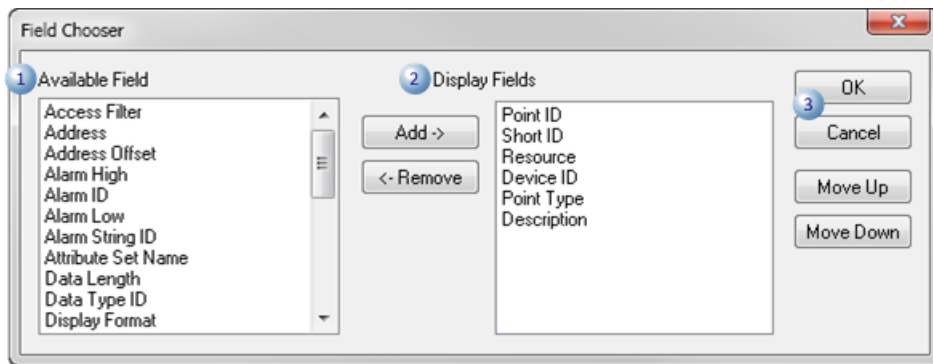 Field Chooser
1 Available Field
Access Filter
Address
Address Offset
Alarm High
Alarm ID
Alarm Low
Alarm String ID
Attribute Set Name
Data Length
Data Type ID
Display Format
Add ->
<- Remove
2 Display Fields
Point ID
Short ID
Resource
Device ID
Point Type
Description
3
OK
Cancel
Move Up
Move Down